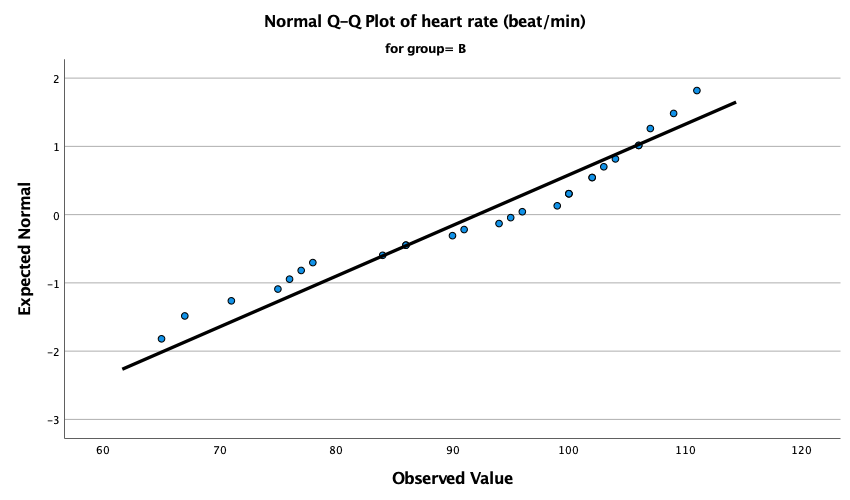 Normal Q-Q Plot of heart rate (beat/min)
for group= B
Expected Normal
2
1
0
-1
-2
-3
60 70 80 90 100 110 120
Observed Value